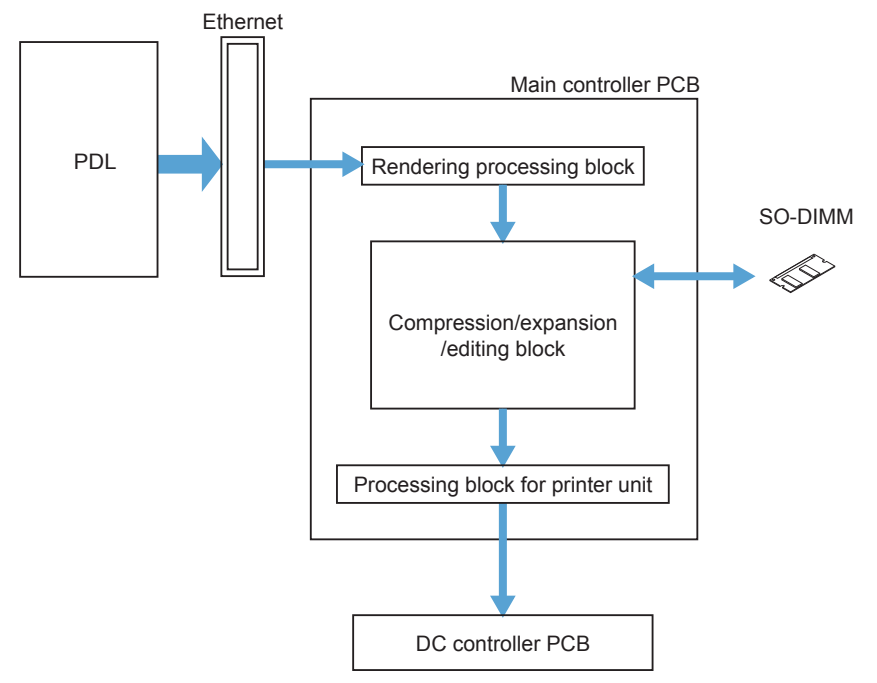 Ethernet
Main controller PCB
PDL
Rendering processing block
SO-DIMM
Compression/expansion
/editing block
Processing block for printer unit
DC controller PCB